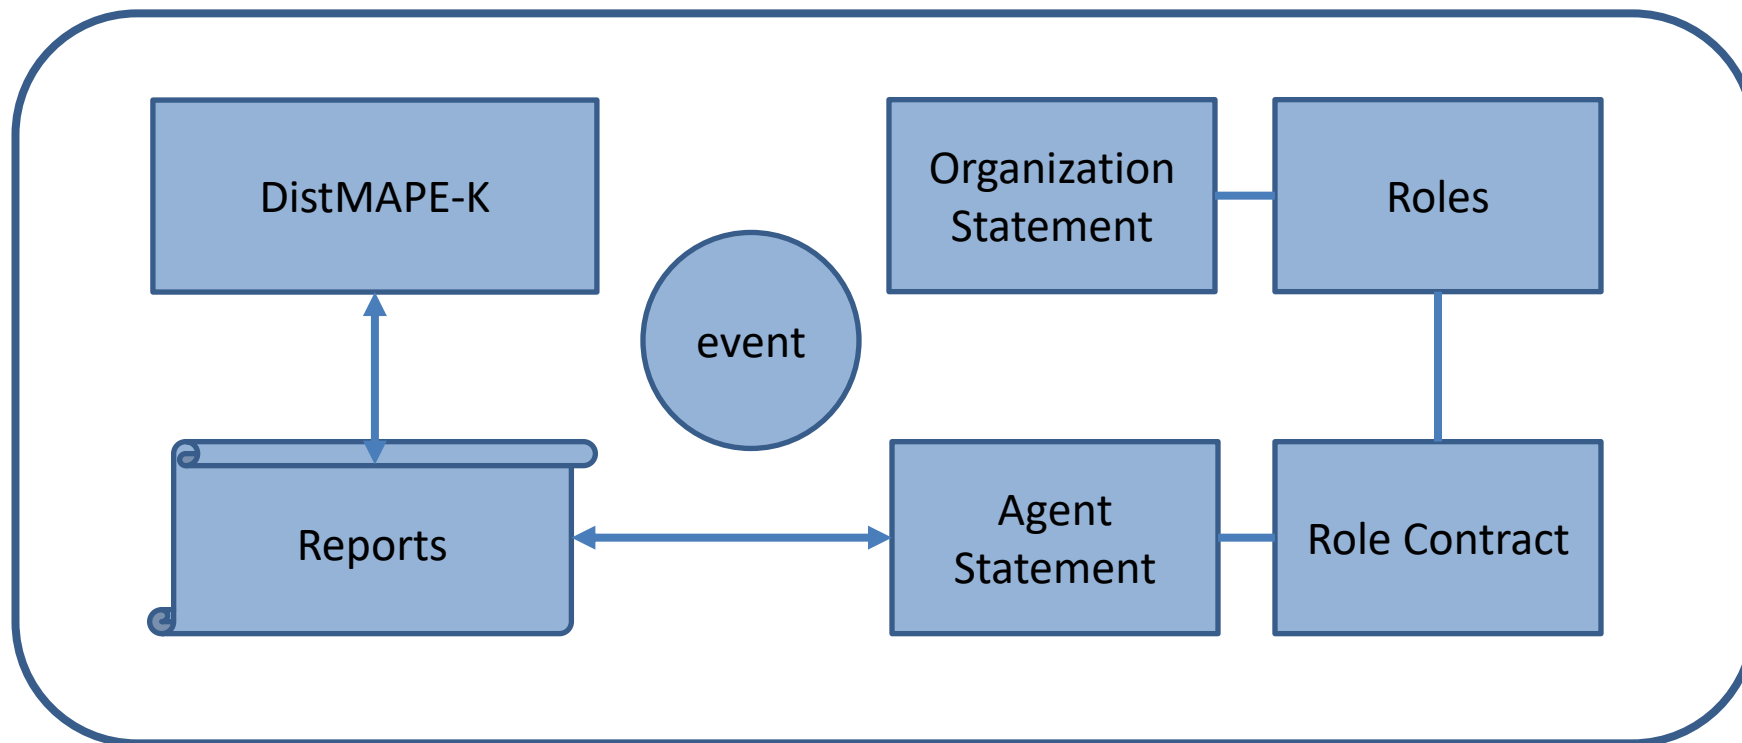 DistMAPE-K
Organization
Statement
Roles
event
Reports
Agent
Statement
Role Contract